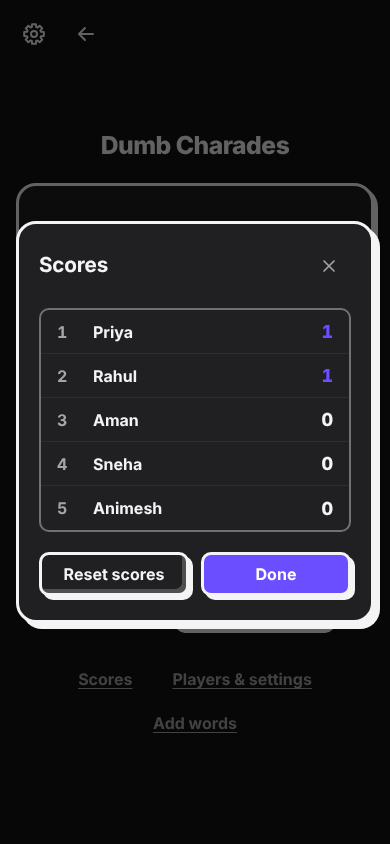 Dumb Charades
Scores
1 Priya 1
2 Rahul 1
3 Aman 0
4 Sneha 0
5 Animesh 0
Reset scores Done
Scores Players & settings
Add words